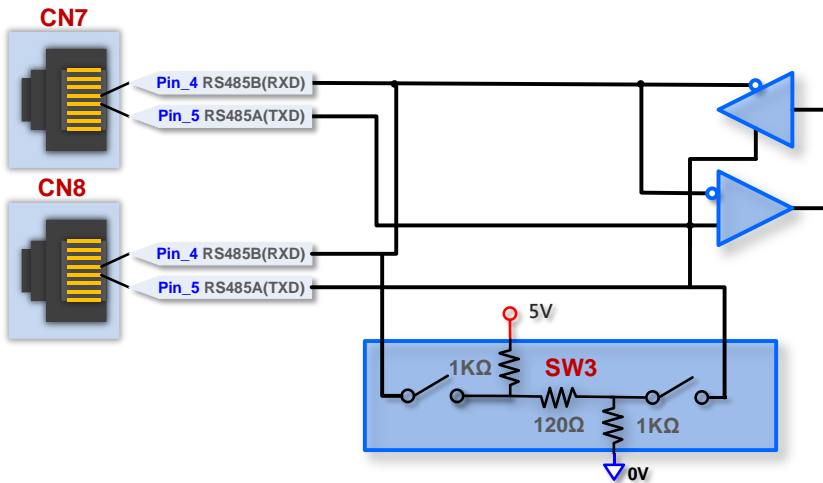 CN7
Pin_4 RS485B(RXD)
Pin_5 RS485A(TXD)
CN8
Pin_4 RS485B(RXD)
Pin_5 RS485A(TXD)
5V
1KΩ
SW3
120Ω
1KΩ
0V